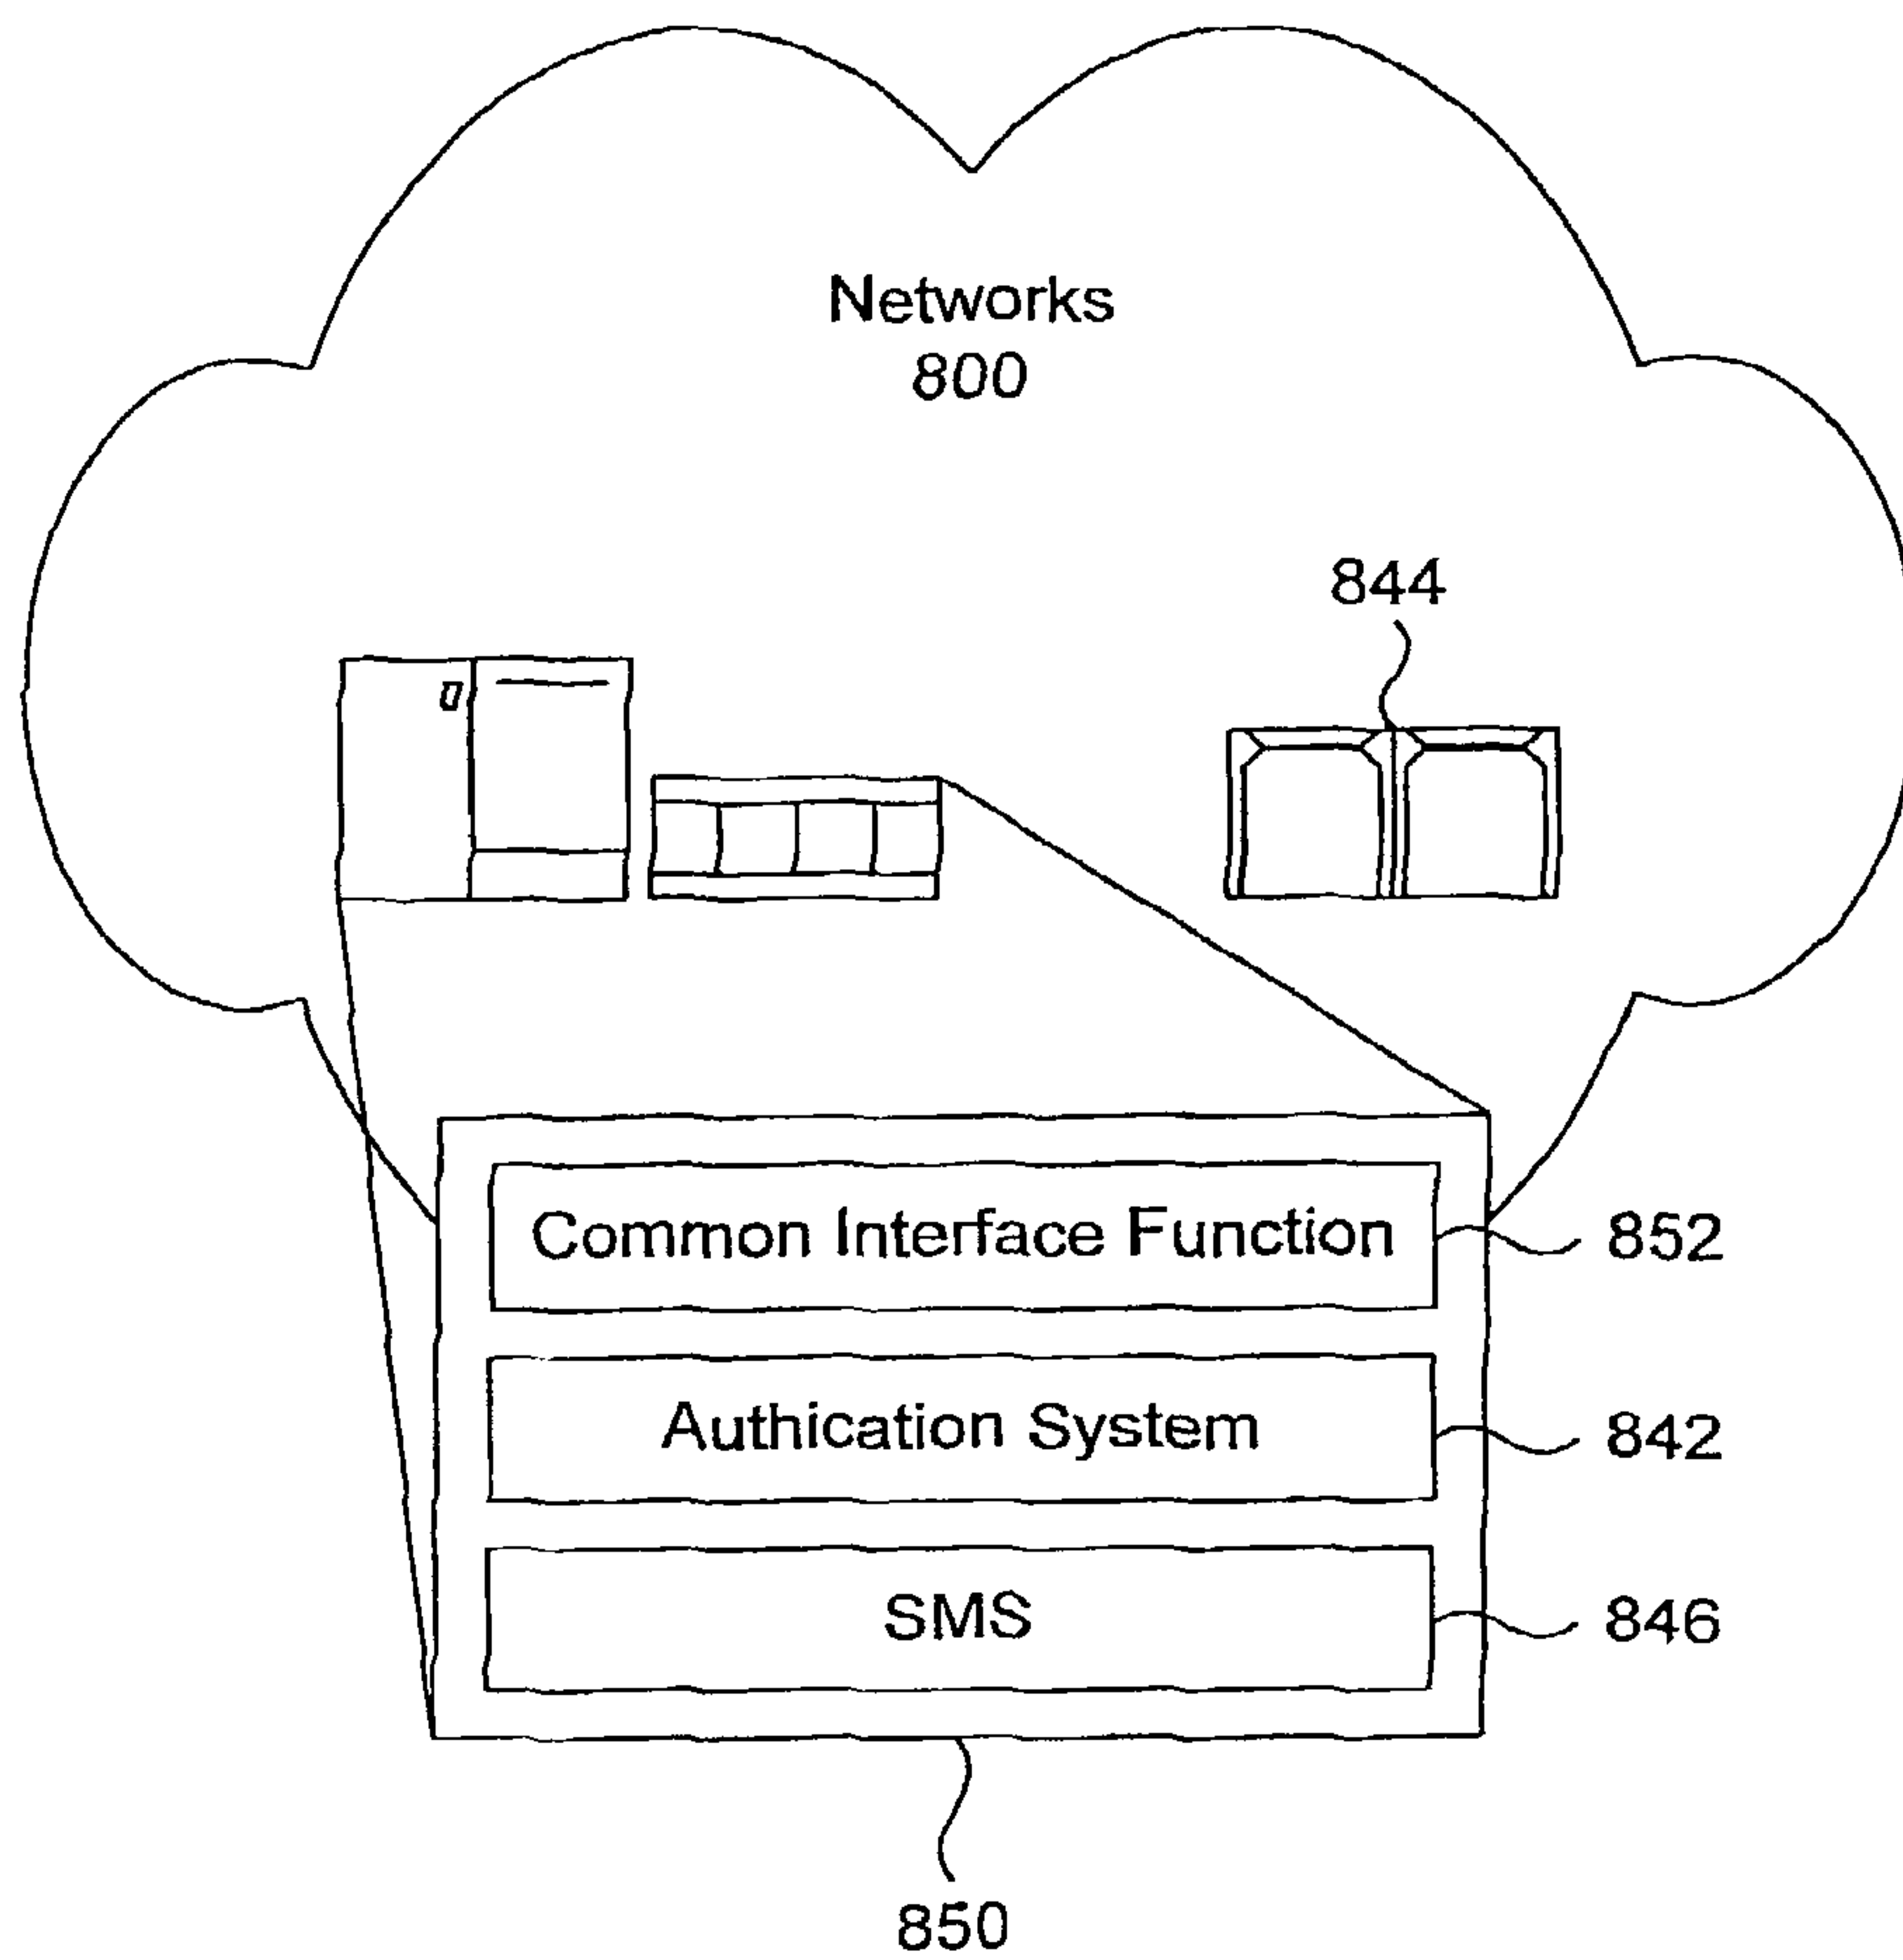 Networks
800
844
Common Interface Function
852
Authication System
842
SMS
846
850